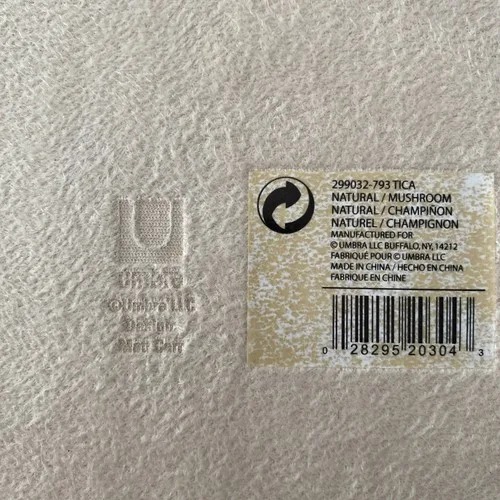 umbra
©Umbra LLC
Design:
Matt Carr
299032-793 TICA
NATURAL / MUSHROOM
NATURAL / CHAMPIÑON
NATUREL / CHAMPIGNON
MANUFACTURED FOR
© UMBRA LLC BUFFALO, NY, 14212
FABRIQUÉ POUR © UMBRA LLC
MADE IN CHINA / HECHO EN CHINA
FABRIQUE EN CHINE
0 28295 20304 3